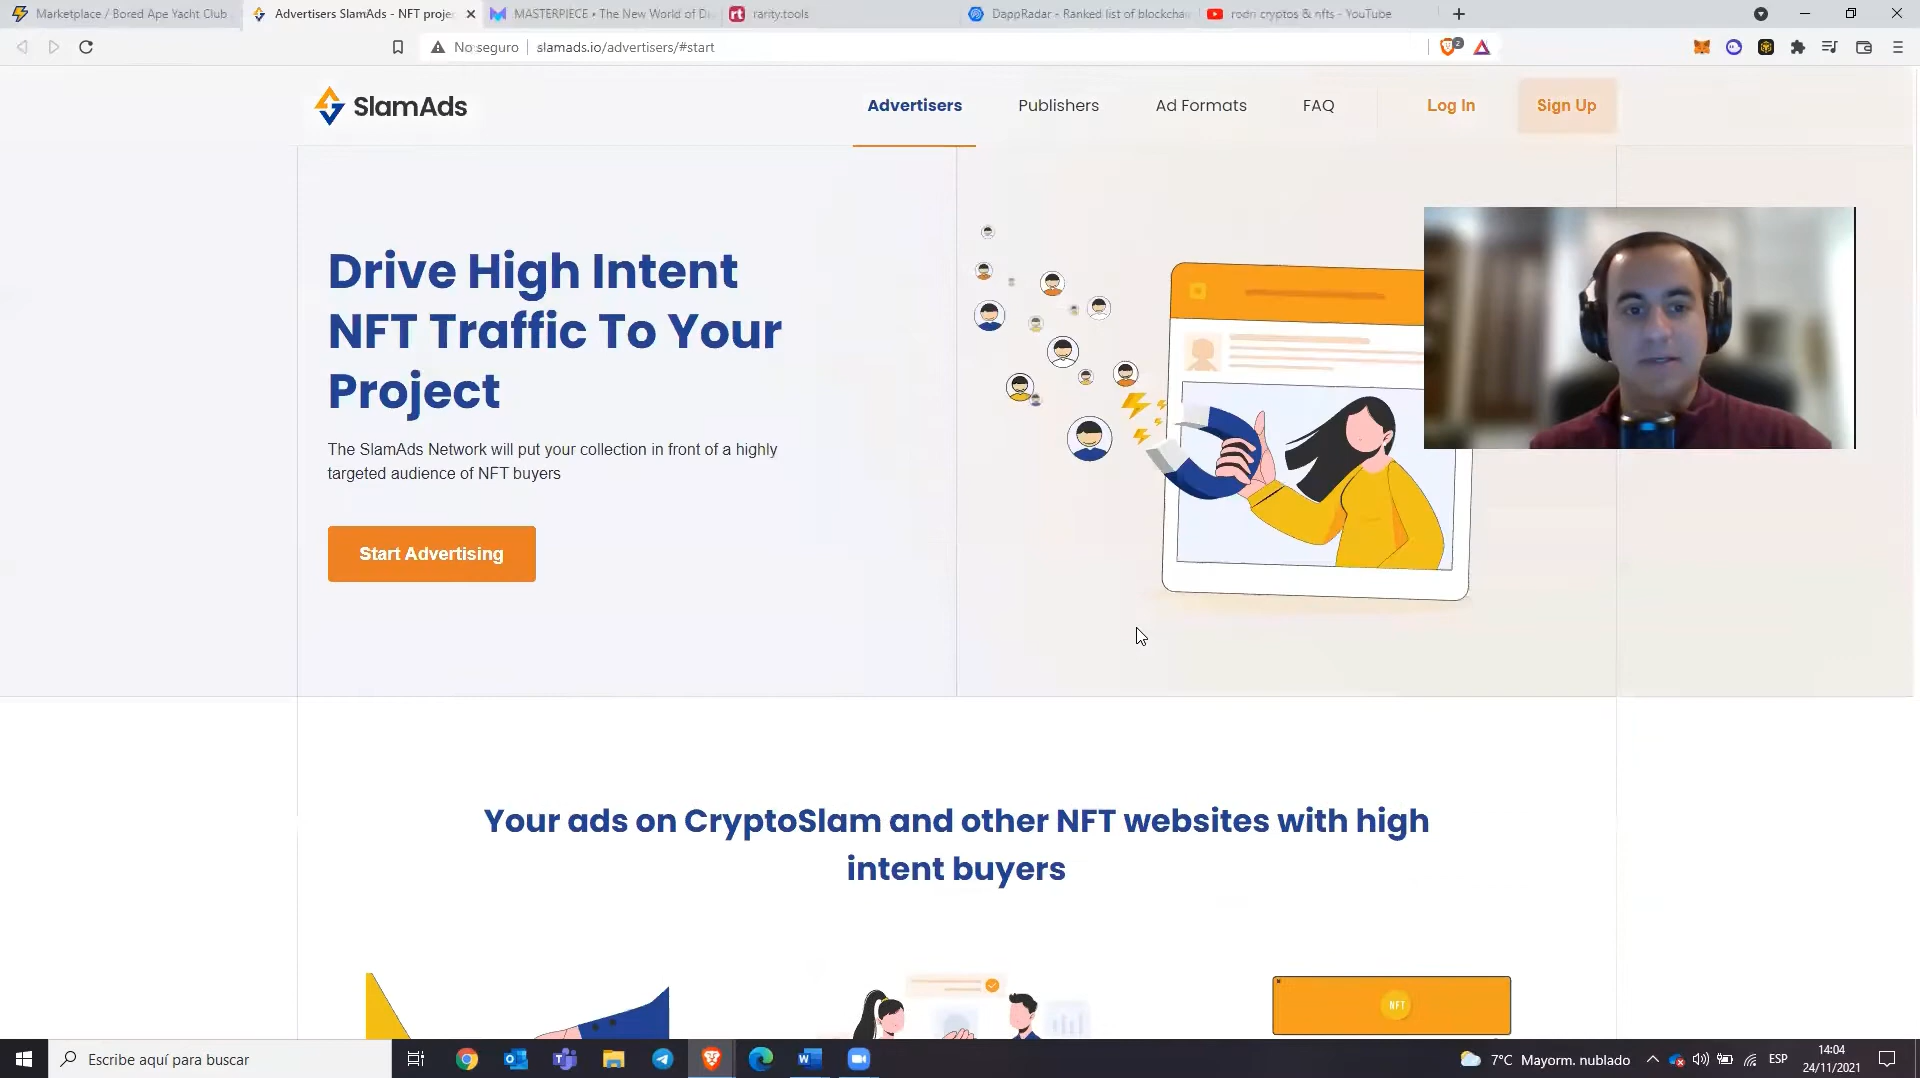 Marketplace / Bored Ape Yacht Club
Advertisers SlamAds - NFT proje
MASTERPIECE • The New World of Di
rarity.tools
DappRadar - Ranked list of blockcha
rodri cryptos & nfts - YouTube
No seguro
slamads.io/advertisers/#start
2
SlamAds
Advertisers
Publishers
Ad Formats
FAQ
Log In
Sign Up
Drive High Intent
NFT Traffic To Your
Project
The SlamAds Network will put your collection in front of a highly
targeted audience of NFT buyers
Start Advertising
Your ads on CryptoSlam and other NFT websites with high
intent buyers
NFT
Escribe aquí para buscar
7°C Mayorm. nublado
ESP
14:04
24/11/2021